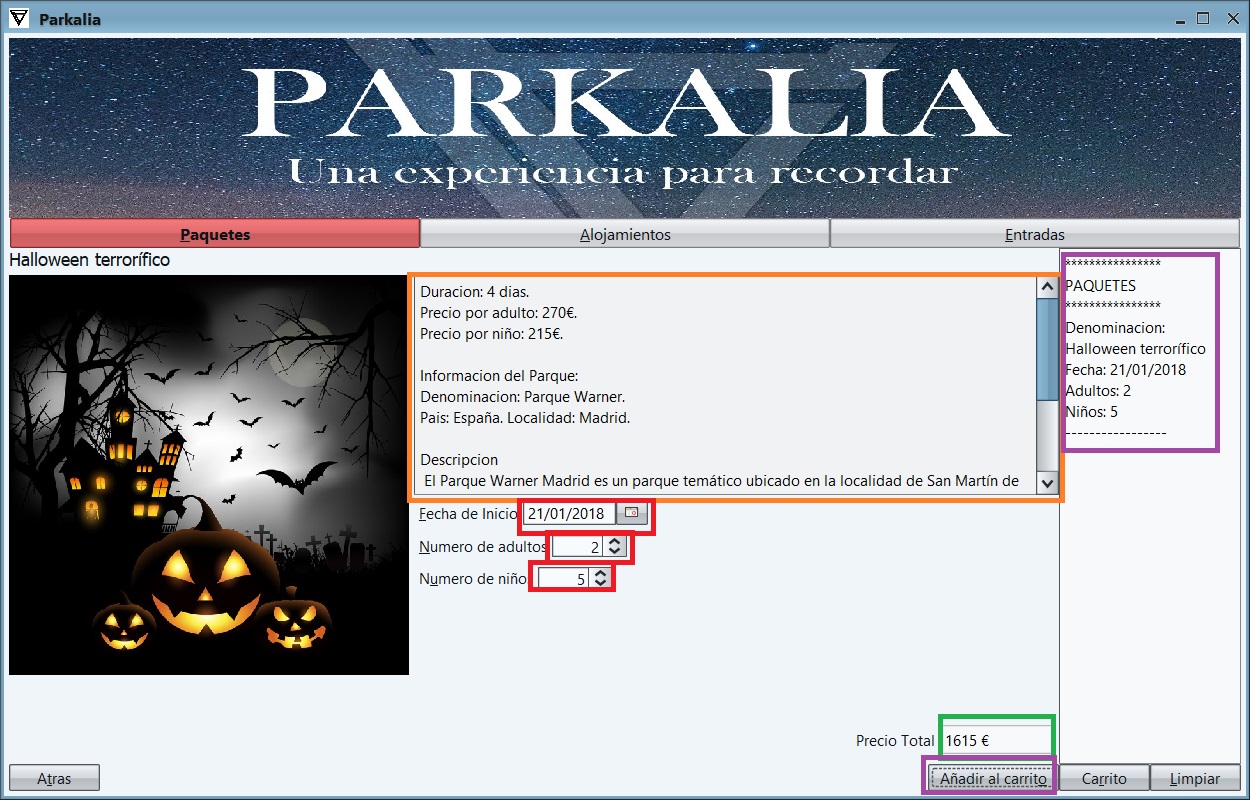 Parkalia
PARKALIA
Una experiencia para recordar
Paquetes
Alojamientos
Entradas
Halloween terrorífico
Duracion: 4 dias.
Precio por adulto: 270€.
Precio por niño: 215€.
Informacion del Parque:
Denominacion: Parque Warner.
Pais: España. Localidad: Madrid.
Descripcion
El Parque Warner Madrid es un parque temático ubicado en la localidad de San Martín de
Fecha de Inicio
21/01/2018
Numero de adultos
2
Numero de niño
5
Precio Total
1615 €
****************
PAQUETES
****************
Denominacion:
Halloween terrorífico
Fecha: 21/01/2018
Adultos: 2
Niños: 5
-----------------
Atras
Añadir al carrito
Carrito
Limpiar